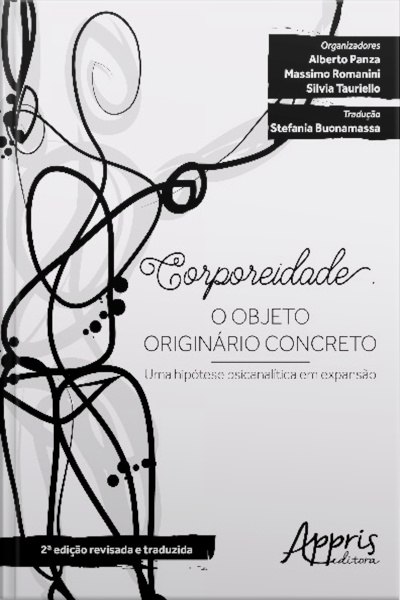 Organizadores
Alberto Panza
Massimo Romanini
Silvia Tauriello
Tradução
Stefania Buonamassa
Corporeidade.
O OBJETO
ORIGINÁRIO CONCRETO
Uma hipótese psicanalítica em expansão
2ª edição revisada e traduzida
Appris
editora